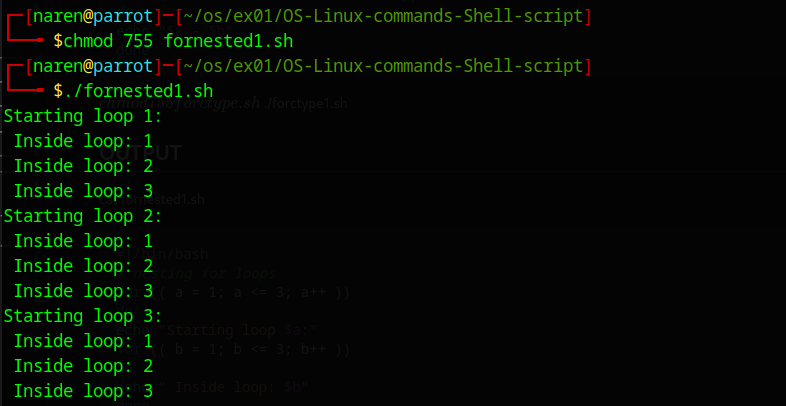 ┌─[naren@parrot]─[~/os/ex01/OS-Linux-commands-Shell-script]
└──╼ $chmod 755 fornested1.sh
┌─[naren@parrot]─[~/os/ex01/OS-Linux-commands-Shell-script]
└──╼ $./fornested1.sh
Starting loop 1:
 Inside loop: 1
 Inside loop: 2
 Inside loop: 3
Starting loop 2:
 Inside loop: 1
 Inside loop: 2
 Inside loop: 3
Starting loop 3:
 Inside loop: 1
 Inside loop: 2
 Inside loop: 3